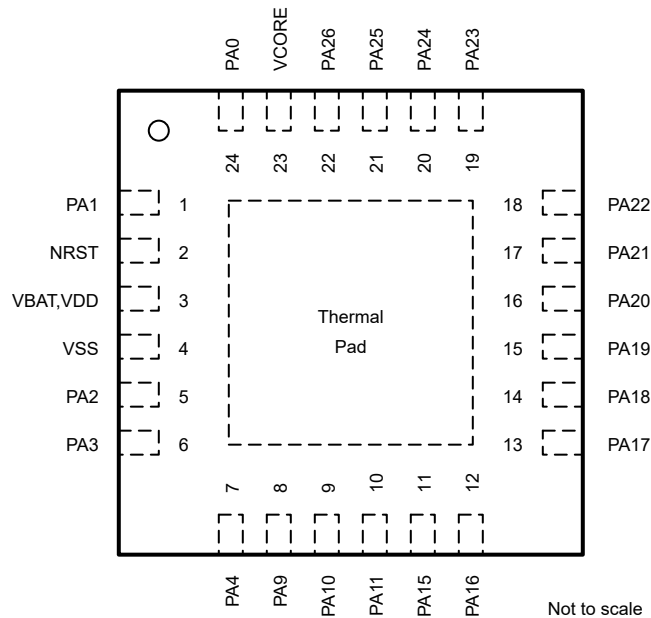 PA0
VCORE
PA26
PA25
PA24
PA23
24
23
22
21
20
19
PA1
1
18
PA22
NRST
2
17
PA21
VBAT,VDD
3
16
PA20
Thermal
Pad
VSS
4
15
PA19
PA2
5
14
PA18
PA3
6
13
PA17
7
8
9
10
11
12
PA4
PA9
PA10
PA11
PA15
PA16
Not to scale